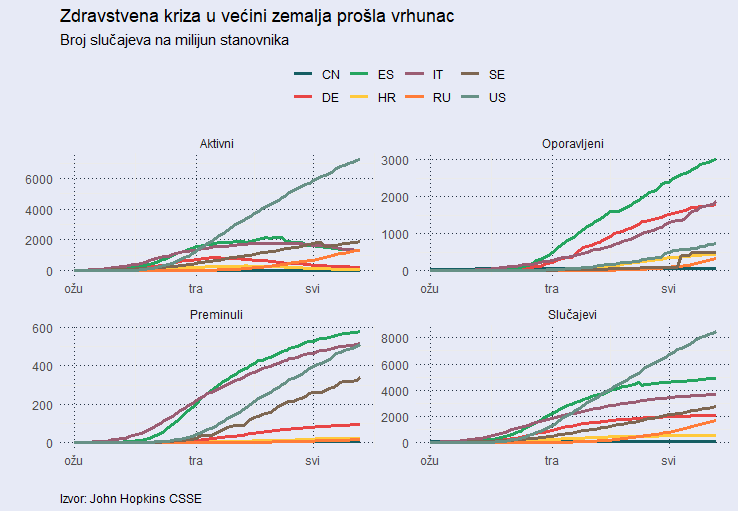 Zdravstvena kriza u većini zemalja prošla vrhunac
Broj slučajeva na milijun stanovnika
CN ES IT SE
DE HR RU US
Aktivni
6000
4000
2000
0
ožu tra svi
Oporavljeni
3000
2000
1000
0
ožu tra svi
Preminuli
600
400
200
0
ožu tra svi
Slučajevi
8000
6000
4000
2000
0
ožu tra svi
Izvor: John Hopkins CSSE